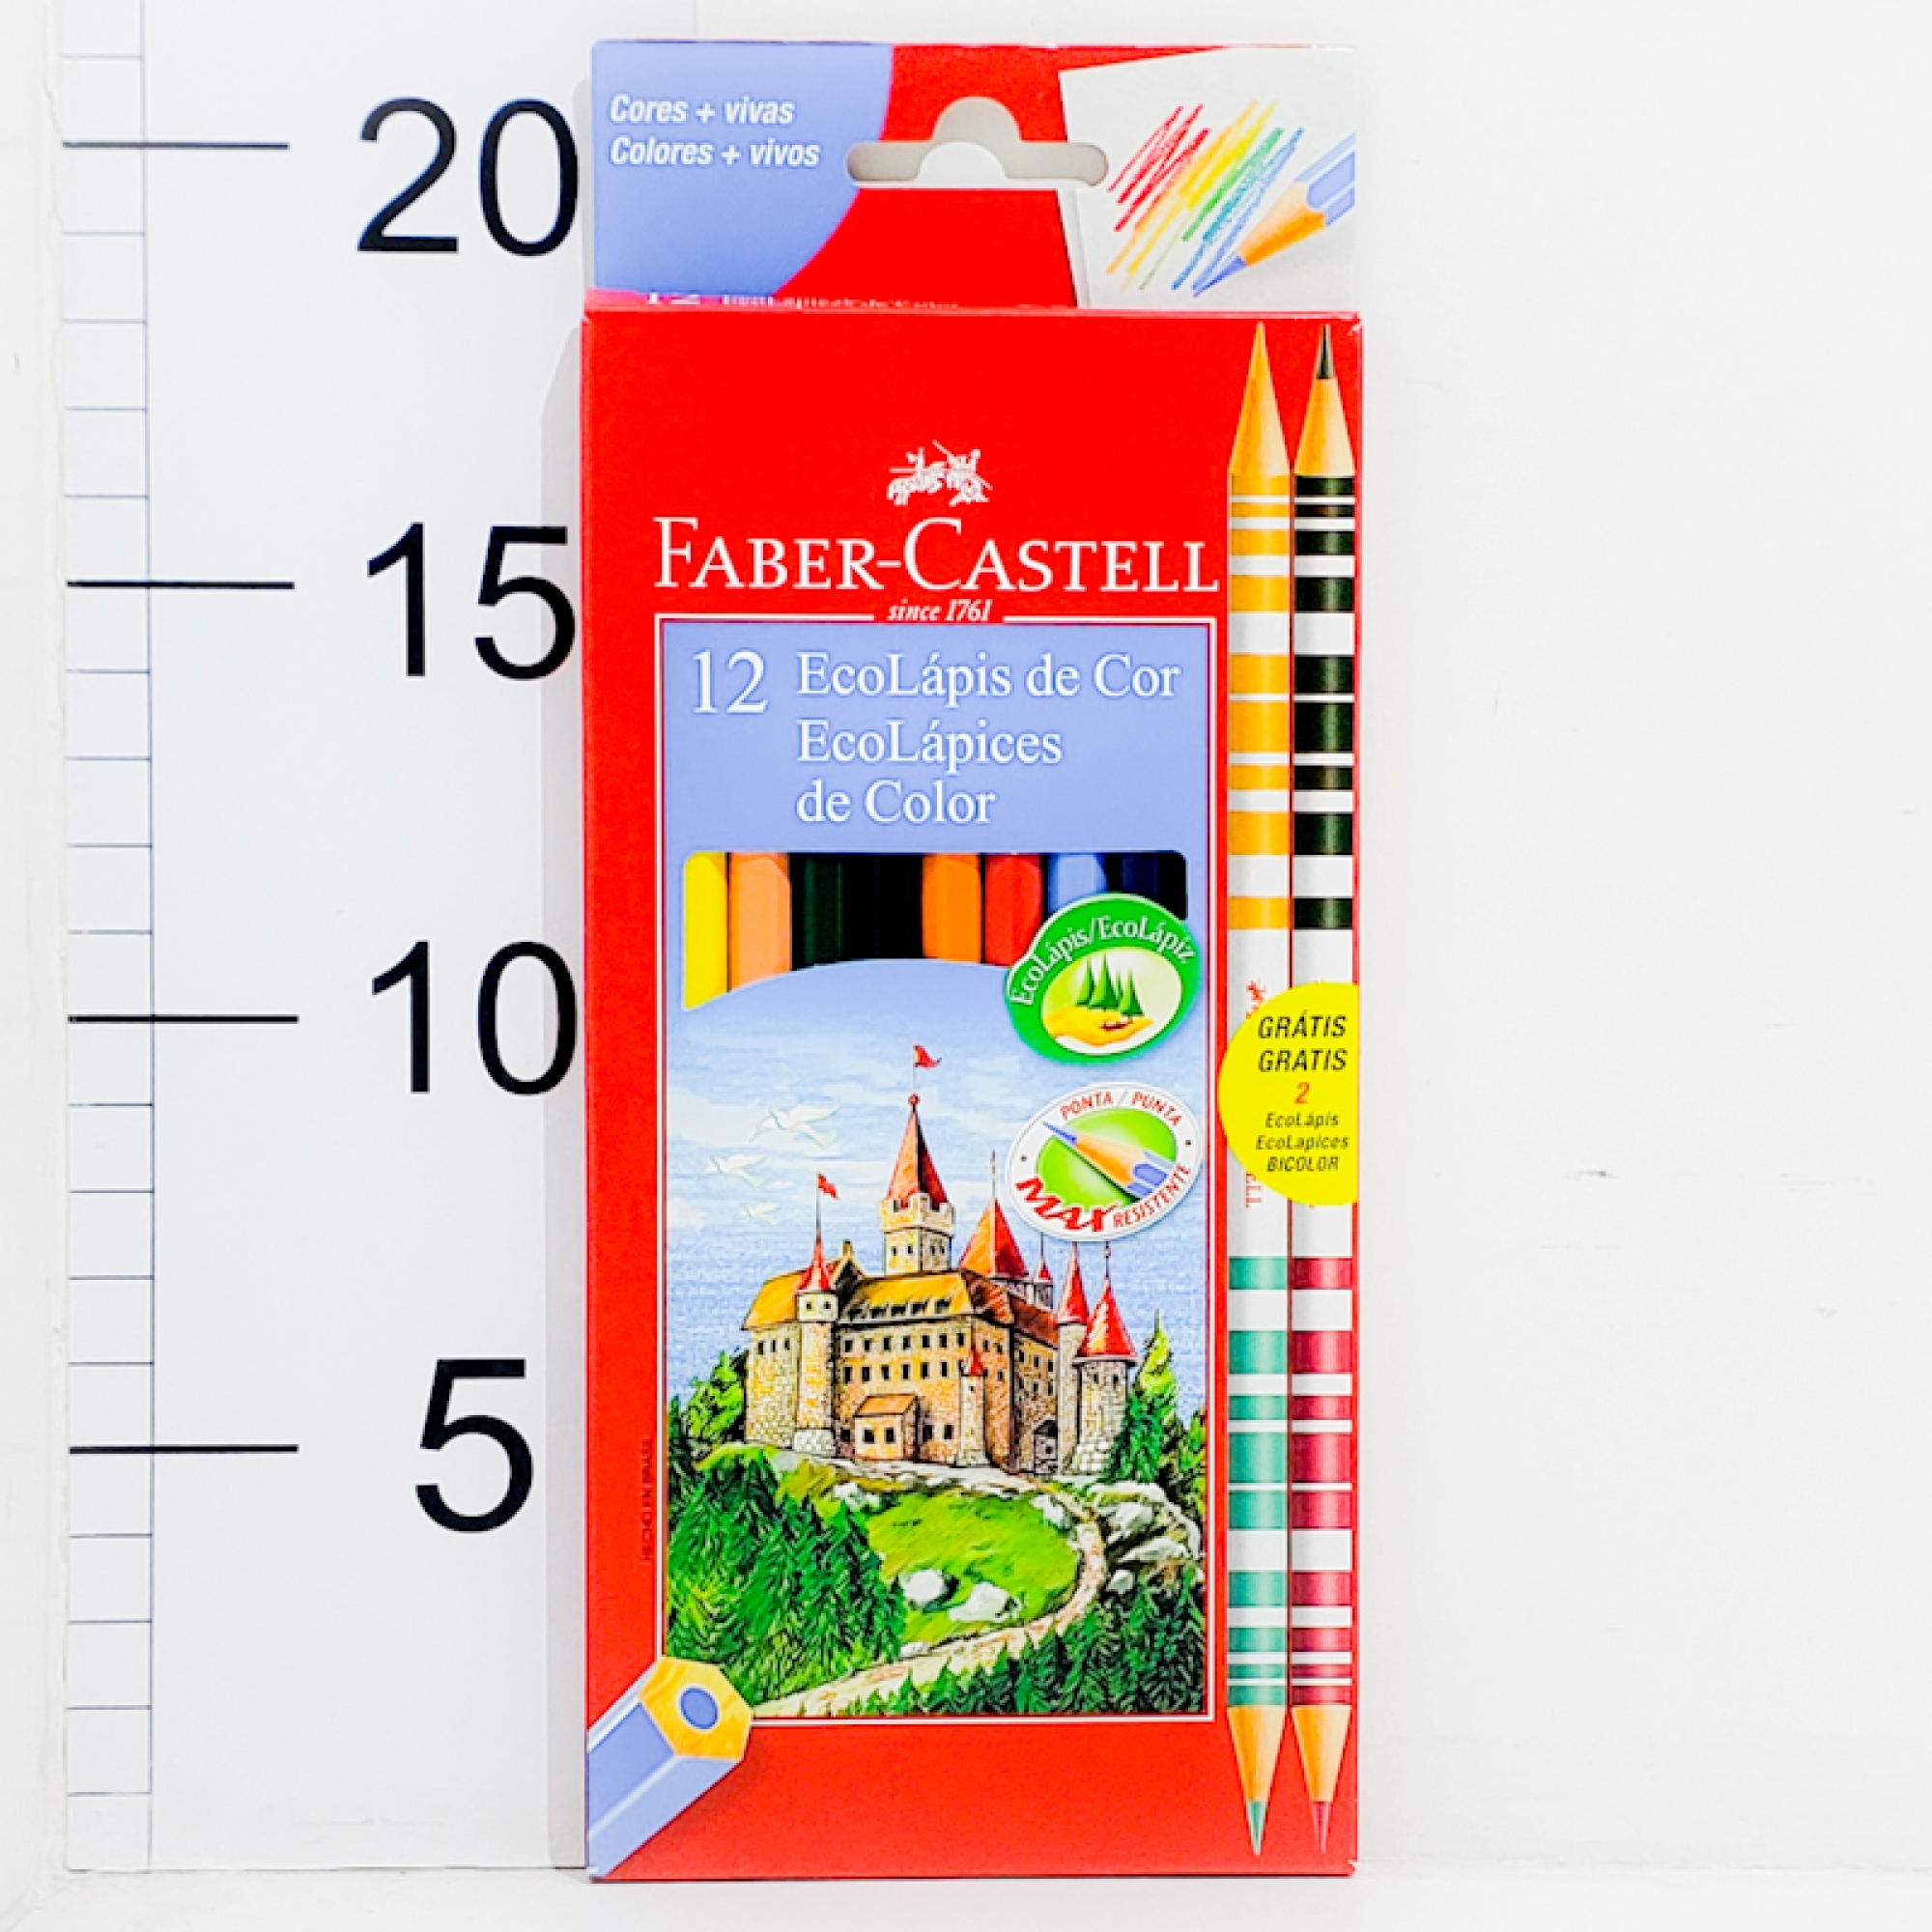 20
15
10
5
Cores + vivas
Colores + vivos
FABER-CASTELL
since 1761
12 EcoLápis de Cor
EcoLápices
de Color
EcoLápis/EcoLápiz
PONTA / PUNTA
MAX RESISTENTE
GRÁTIS
GRATIS
2
EcoLápis
EcoLapices
BICOLOR